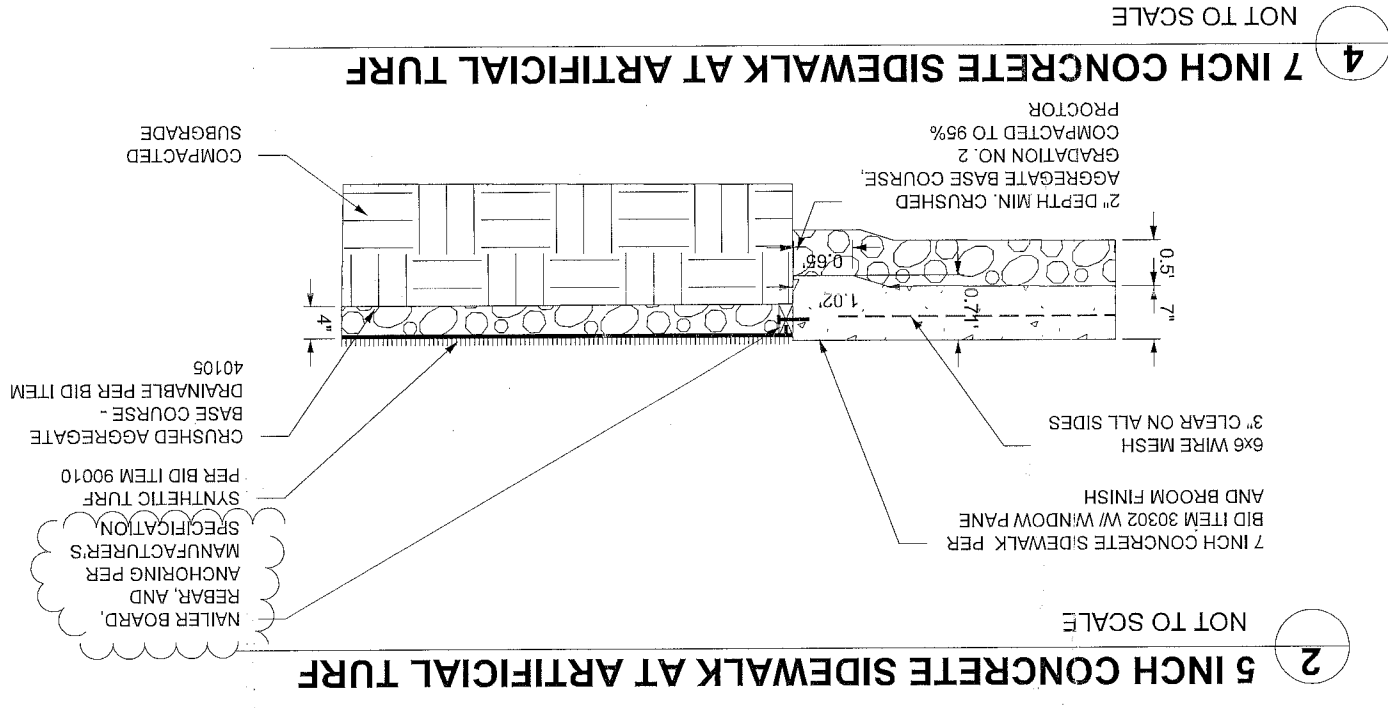 2
5 INCH CONCRETE SIDEWALK AT ARTIFICIAL TURF
NOT TO SCALE
7 INCH CONCRETE SIDEWALK PER
BID ITEM 30302 W/ WINDOW PANE
AND BROOM FINISH
6x6 WIRE MESH
3" CLEAR ON ALL SIDES
NAILER BOARD,
REBAR, AND
ANCHORING PER
MANUFACTURER'S
SPECIFICATION
SYNTHETIC TURF
PER BID ITEM 90010
CRUSHED AGGREGATE
BASE COURSE -
DRAINABLE PER BID ITEM
40105
7"
0.5'
0.71'
1.02'
0.65'
4"
2" DEPTH MIN. CRUSHED
AGGREGATE BASE COURSE,
GRADATION NO. 2
COMPACTED TO 95%
PROCTOR
COMPACTED
SUBGRADE
4
7 INCH CONCRETE SIDEWALK AT ARTIFICIAL TURF
NOT TO SCALE